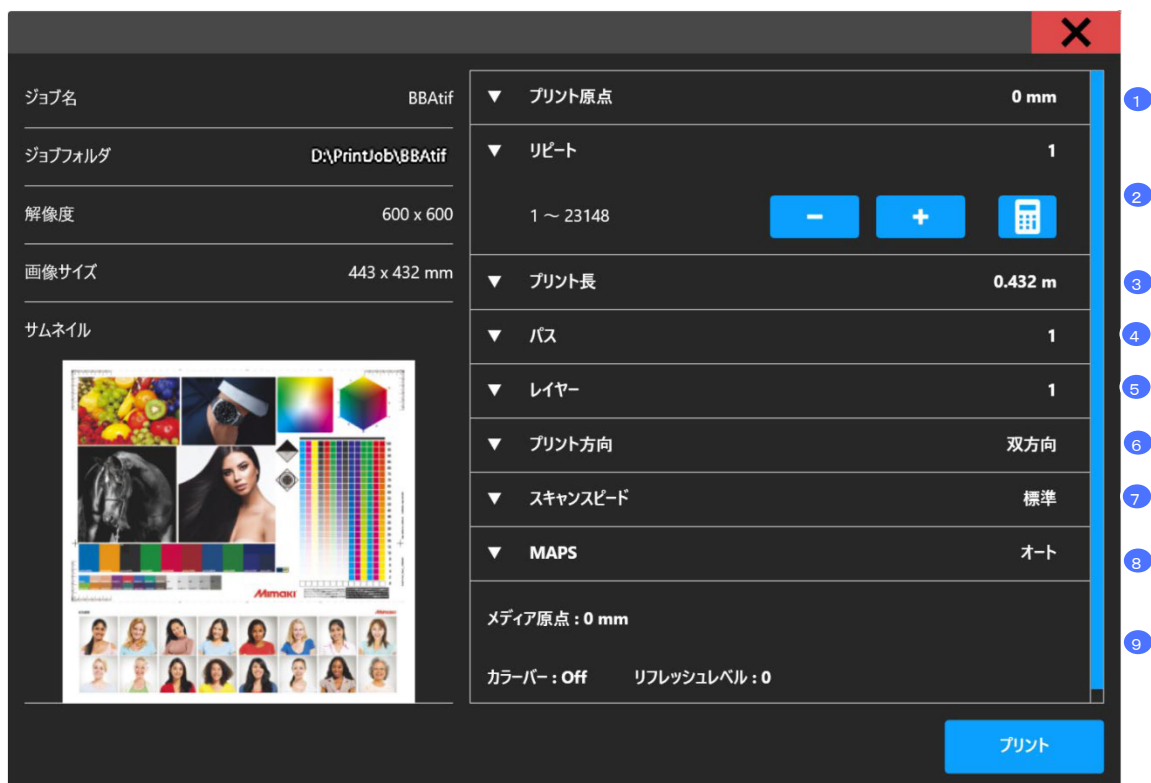 ジョブ名 BBAtif
ジョブフォルダ D:\PrintJob\BBAtif
解像度 600 x 600
画像サイズ 443 x 432 mm
サムネイル
Mimaki
▼ プリント原点 0 mm 1
▼ リピート 1
1 ～ 23148 － + 2
▼ プリント長 0.432 m 3
▼ パス 1 4
▼ レイヤー 1 5
▼ プリント方向 双方向 6
▼ スキャンスピード 標準 7
▼ MAPS オート 8
メディア原点 : 0 mm
9
カラーバー : Off リフレッシュレベル : 0
プリント